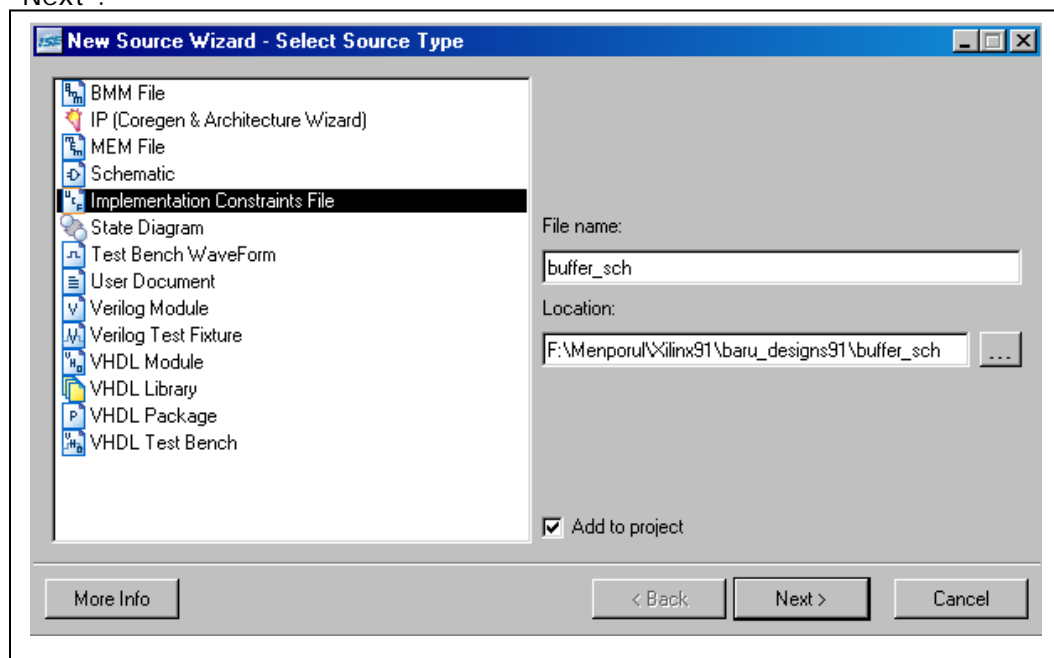 "Next".
New Source Wizard - Select Source Type
BMM File
IP (Coregen & Architecture Wizard)
MEM File
Schematic
Implementation Constraints File
State Diagram
Test Bench WaveForm
User Document
Verilog Module
Verilog Test Fixture
VHDL Module
VHDL Library
VHDL Package
VHDL Test Bench
File name:
buffer_sch
Location:
F:\Menporul\Xilinx91\baru_designs91\buffer_sch
...
Add to project
More Info
< Back
Next >
Cancel